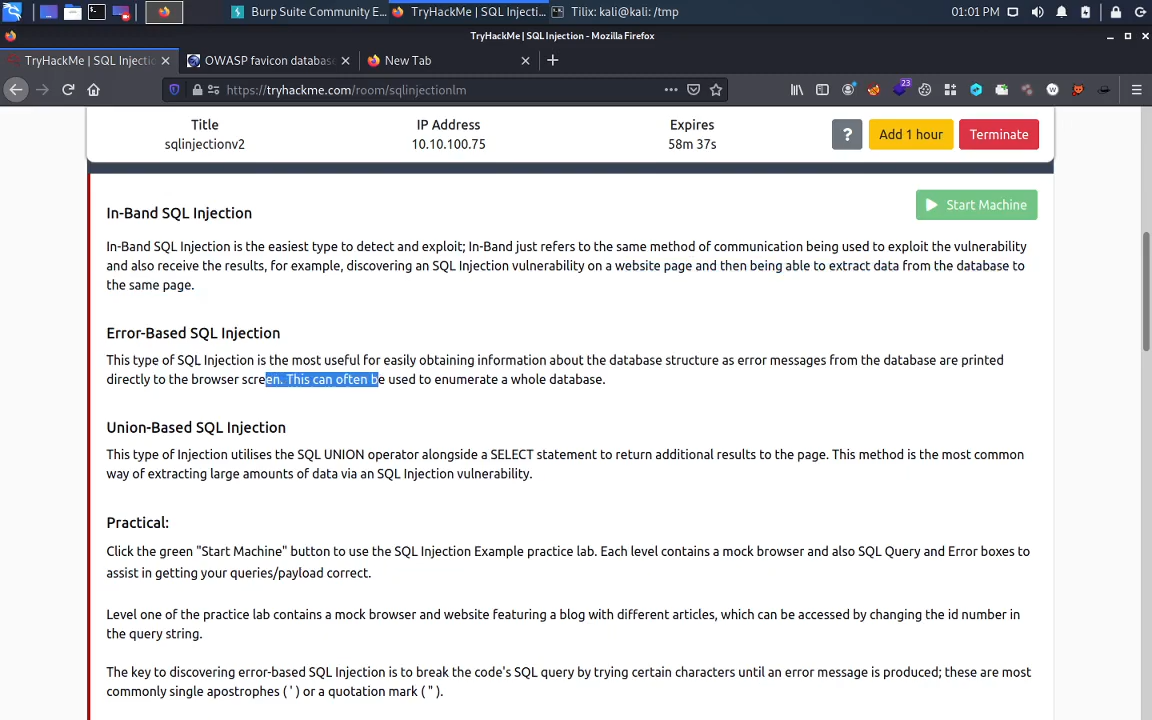 Burp Suite Community E...
TryHackMe | SQL Injecti...
Tilix: kali@kali: /tmp
01:01 PM
TryHackMe | SQL Injection - Mozilla Firefox
TryHackMe | SQL Injectio
OWASP favicon databas
New Tab
https://tryhackme.com/room/sqlinjectionlm
23
Title
IP Address
Expires
sqlinjectionv2
10.10.100.75
58m 37s
?
Add 1 hour
Terminate
Start Machine
In-Band SQL Injection
In-Band SQL Injection is the easiest type to detect and exploit; In-Band just refers to the same method of communication being used to exploit the vulnerability
and also receive the results, for example, discovering an SQL Injection vulnerability on a website page and then being able to extract data from the database to
the same page.
Error-Based SQL Injection
This type of SQL Injection is the most useful for easily obtaining information about the database structure as error messages from the database are printed
directly to the browser screen. This can often be used to enumerate a whole database.
Union-Based SQL Injection
This type of Injection utilises the SQL UNION operator alongside a SELECT statement to return additional results to the page. This method is the most common
way of extracting large amounts of data via an SQL Injection vulnerability.
Practical:
Click the green "Start Machine" button to use the SQL Injection Example practice lab. Each level contains a mock browser and also SQL Query and Error boxes to
assist in getting your queries/payload correct.
Level one of the practice lab contains a mock browser and website featuring a blog with different articles, which can be accessed by changing the id number in
the query string.
The key to discovering error-based SQL Injection is to break the code's SQL query by trying certain characters until an error message is produced; these are most
commonly single apostrophes ( ' ) or a quotation mark ( " ).